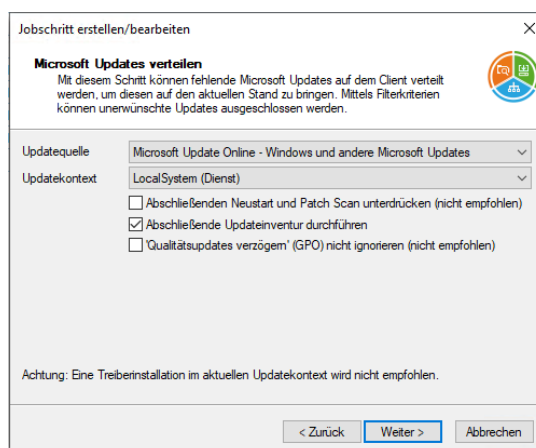 Jobschritt erstellen/bearbeiten
Microsoft Updates verteilen
Mit diesem Schritt können fehlende Microsoft Updates auf dem Client verteilt
werden, um diesen auf den aktuellen Stand zu bringen. Mittels Filterkriterien
können unerwünschte Updates ausgeschlossen werden.
Updatequelle
Microsoft Update Online - Windows und andere Microsoft Updates
Updatekontext
LocalSystem (Dienst)
Abschließenden Neustart und Patch Scan unterdrücken (nicht empfohlen)
Abschließende Updateinventur durchführen
'Qualitätsupdates verzögern' (GPO) nicht ignorieren (nicht empfohlen)
Achtung: Eine Treiberinstallation im aktuellen Updatekontext wird nicht empfohlen.
< Zurück
Weiter >
Abbrechen